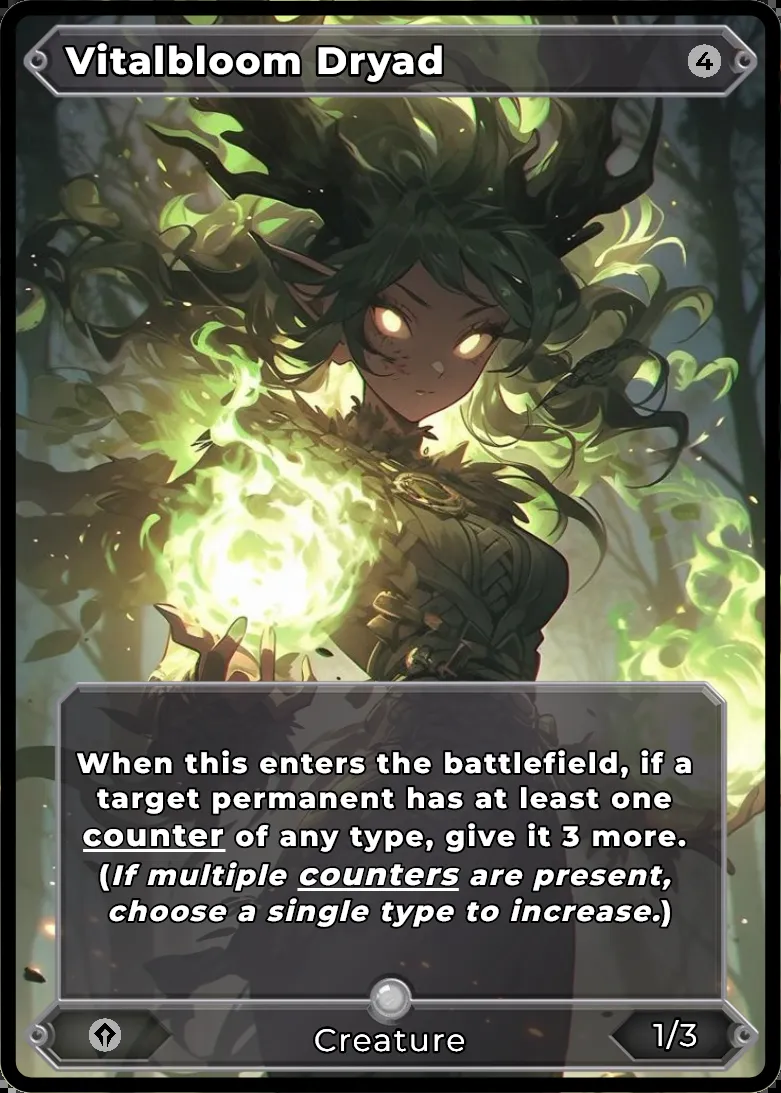 Vitalbloom Dryad
4
When this enters the battlefield, if a
target permanent has at least one
counter of any type, give it 3 more.
(If multiple counters are present,
choose a single type to increase.)
Creature
1/3